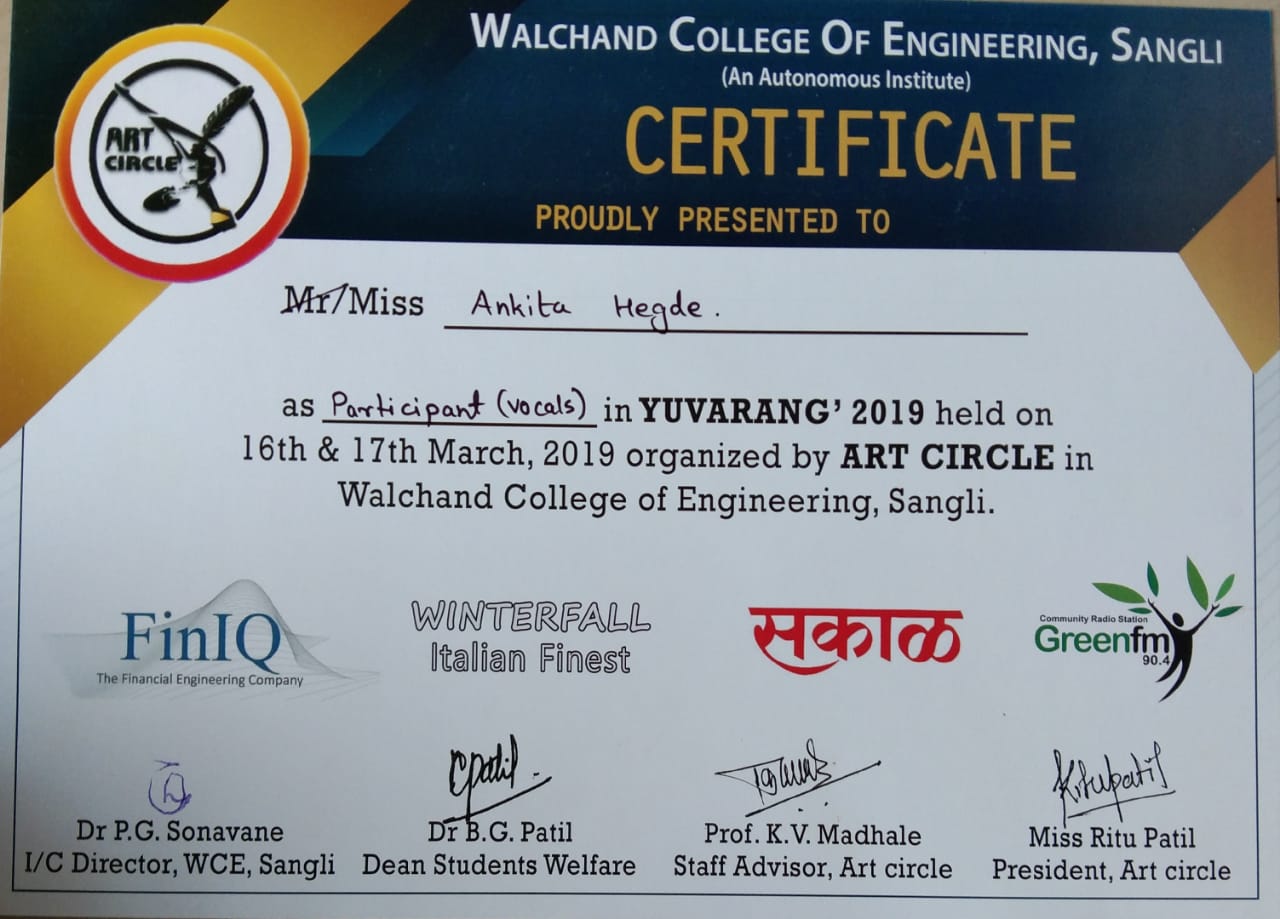 WALCHAND COLLEGE OF ENGINEERING, SANGLI
(An Autonomous Institute)
CERTIFICATE
PROUDLY PRESENTED TO
ART
CIRCLE
Mr/Miss Ankita Hegde.
as Participant (vocals) in YUVARANG' 2019 held on
16th & 17th March, 2019 organized by ART CIRCLE in
Walchand College of Engineering, Sangli.
FinIQ
The Financial Engineering Company
WINTERFALL
Italian Finest
सकाळ
Community Radio Station
Greenfm
90.4
CPatil
Kitupatil
Dr P.G. Sonavane
I/C Director, WCE, Sangli
Dr B.G. Patil
Dean Students Welfare
Prof. K.V. Madhale
Staff Advisor, Art circle
Miss Ritu Patil
President, Art circle